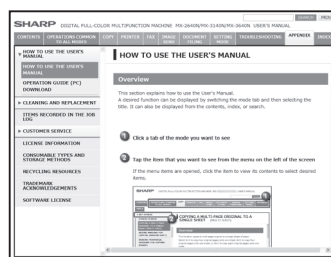 SHARP DIGITAL FULL-COLOR MULTIFUNCTION MACHINE MX-2640N/MX-3140N/MX-3640N USER'S MANUAL
SEARCH
CONTENTS OPERATIONS COMMON TO ALL MODES COPY PRINTER FAX IMAGE SEND DOCUMENT FILING SETTING MODE TROUBLESHOOTING APPENDIX INDEX
HOW TO USE THE USER'S MANUAL
HOW TO USE THE USER'S MANUAL
OPERATION GUIDE (PC) DOWNLOAD
CLEANING AND REPLACEMENT
ITEMS RECORDED IN THE JOB LOG
CUSTOMER SERVICE
LICENSE INFORMATION
CONSUMABLE TYPES AND STORAGE METHODS
RECYCLING RESOURCES
TRADEMARK ACKNOWLEDGEMENTS
SOFTWARE LICENSE
HOW TO USE THE USER'S MANUAL
Overview
This section explains how to use the User's Manual.
A desired function can be displayed by switching the mode tab and then selecting the
title. It can also be displayed from the contents, index, or search.
1 Click a tab of the mode you want to see
2 Tap the item that you want to see from the menu on the left of the screen
If the menu items are opened, click the item to view its contents to select desired
items.
SHARP
COPYING A MULTI-PAGE ORIGINAL TO A
SINGLE SHEET
Overview